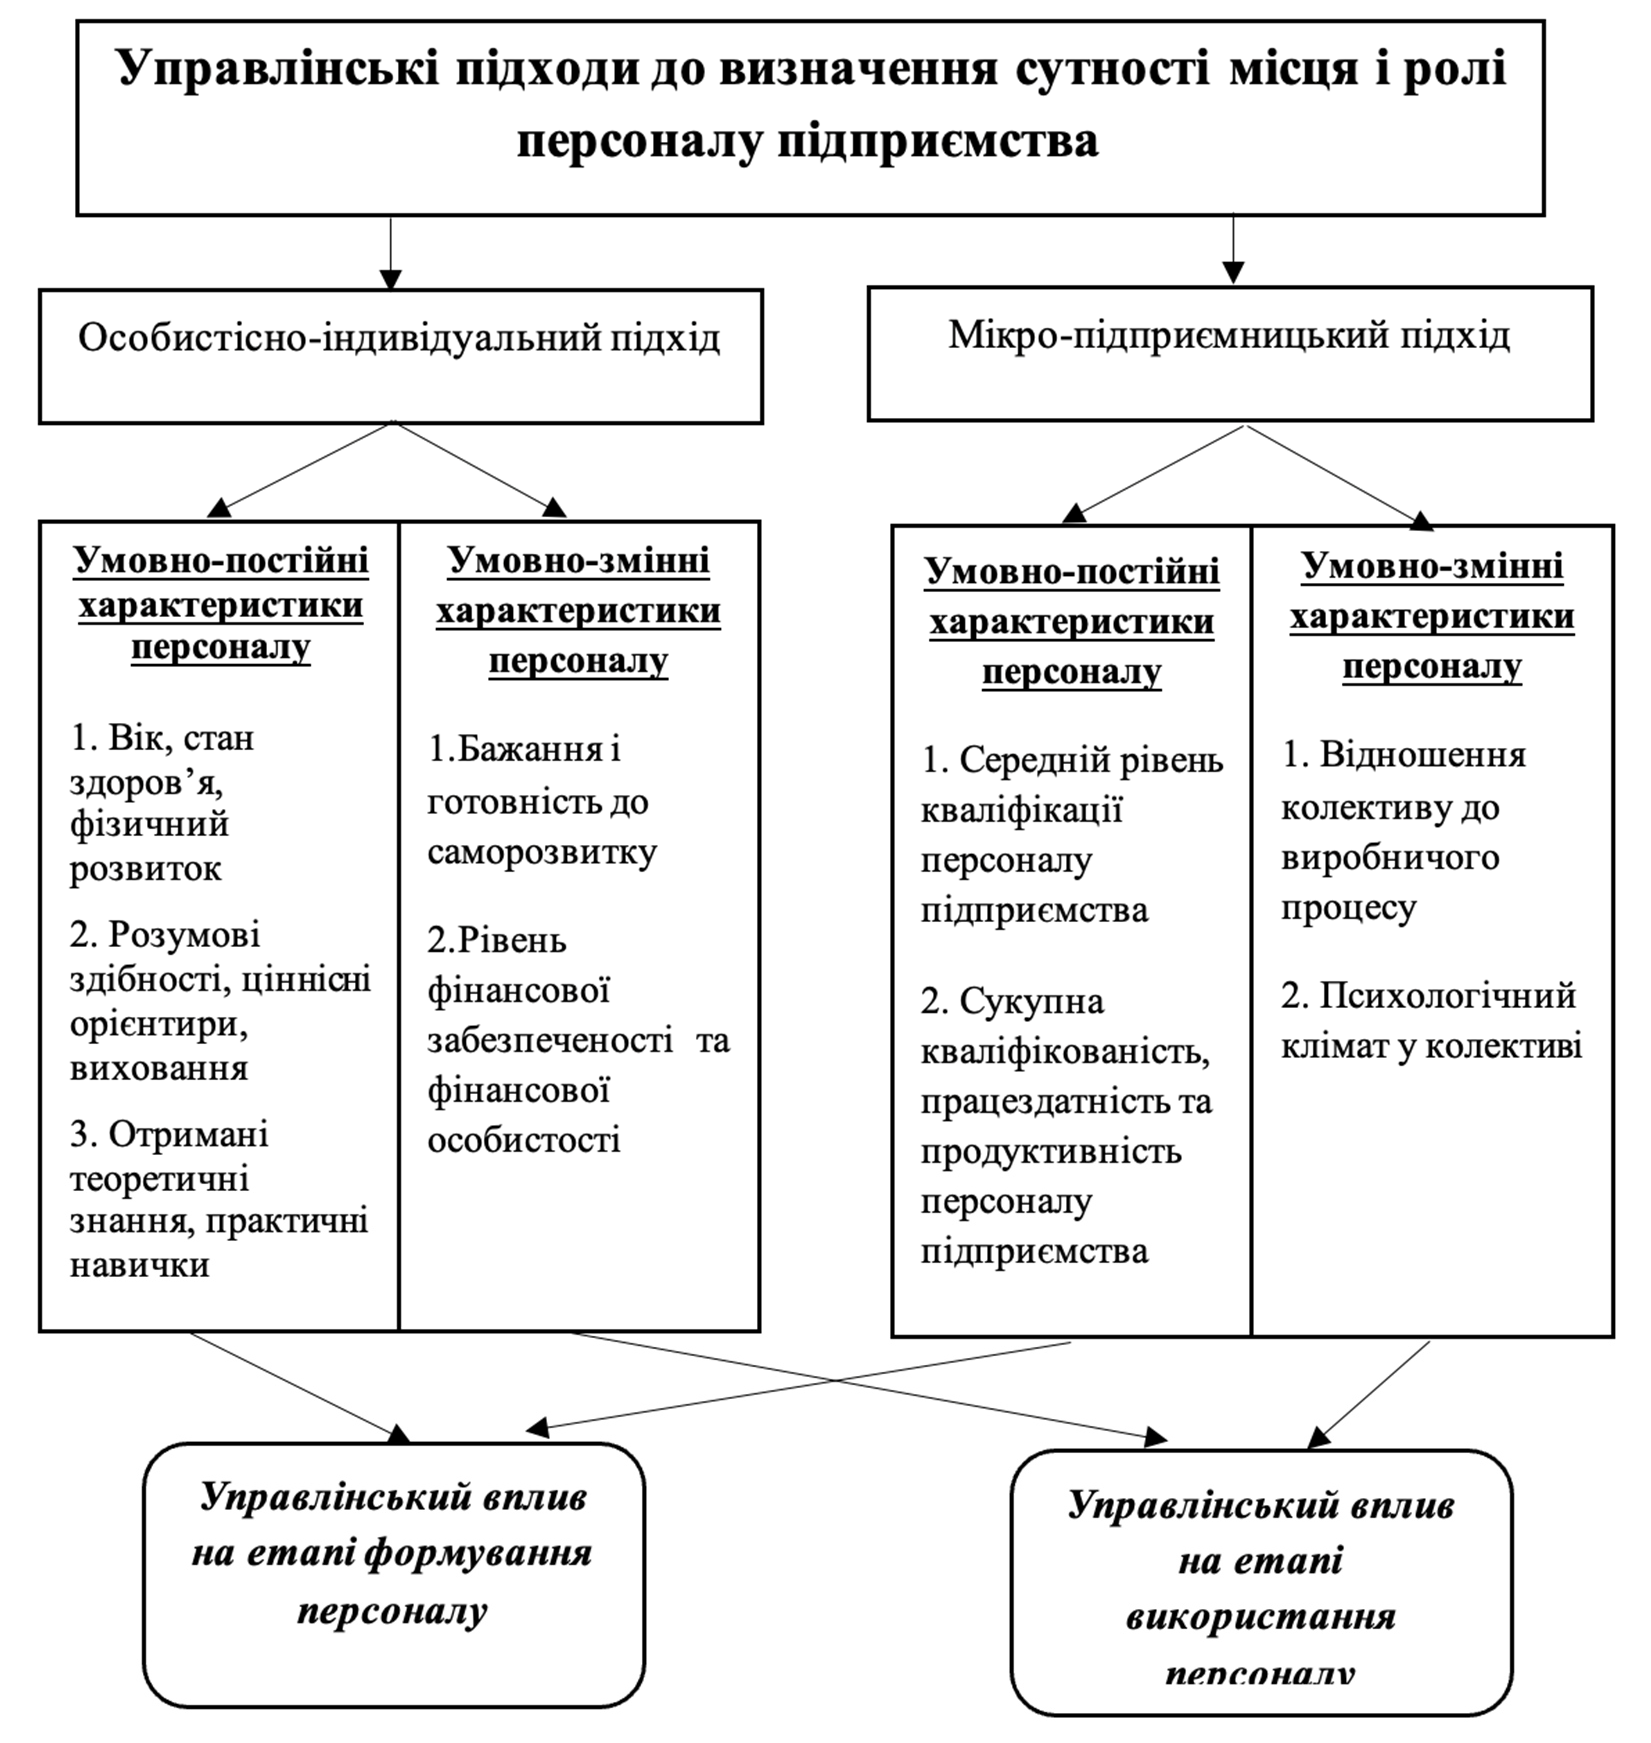 Управлінські підходи до визначення сутності місця і ролі
персоналу підприємства
Особистісно-індивідуальний підхід
Мікро-підприємницький підхід
Умовно-постійні
характеристики
персоналу
1. Вік, стан
здоров’я,
фізичний
розвиток
2. Розумові
здібності, ціннісні
орієнтири,
виховання
3. Отримані
теоретичні
знання, практичні
навички
Умовно-змінні
характеристики
персоналу
1.Бажання і
готовність до
саморозвитку
2.Рівень
фінансової
забезпеченості та
фінансової
особистості
Умовно-постійні
характеристики
персоналу
1. Середній рівень
кваліфікації
персоналу
підприємства
2. Сукупна
кваліфікованість,
працездатність та
продуктивність
персоналу
підприємства
Умовно-змінні
характеристики
персоналу
1. Відношення
колективу до
виробничого
процесу
2. Психологічний
клімат у колективі
Управлінський вплив
на етапі формування
персоналу
Управлінський вплив
на етапі
використання
персоналу